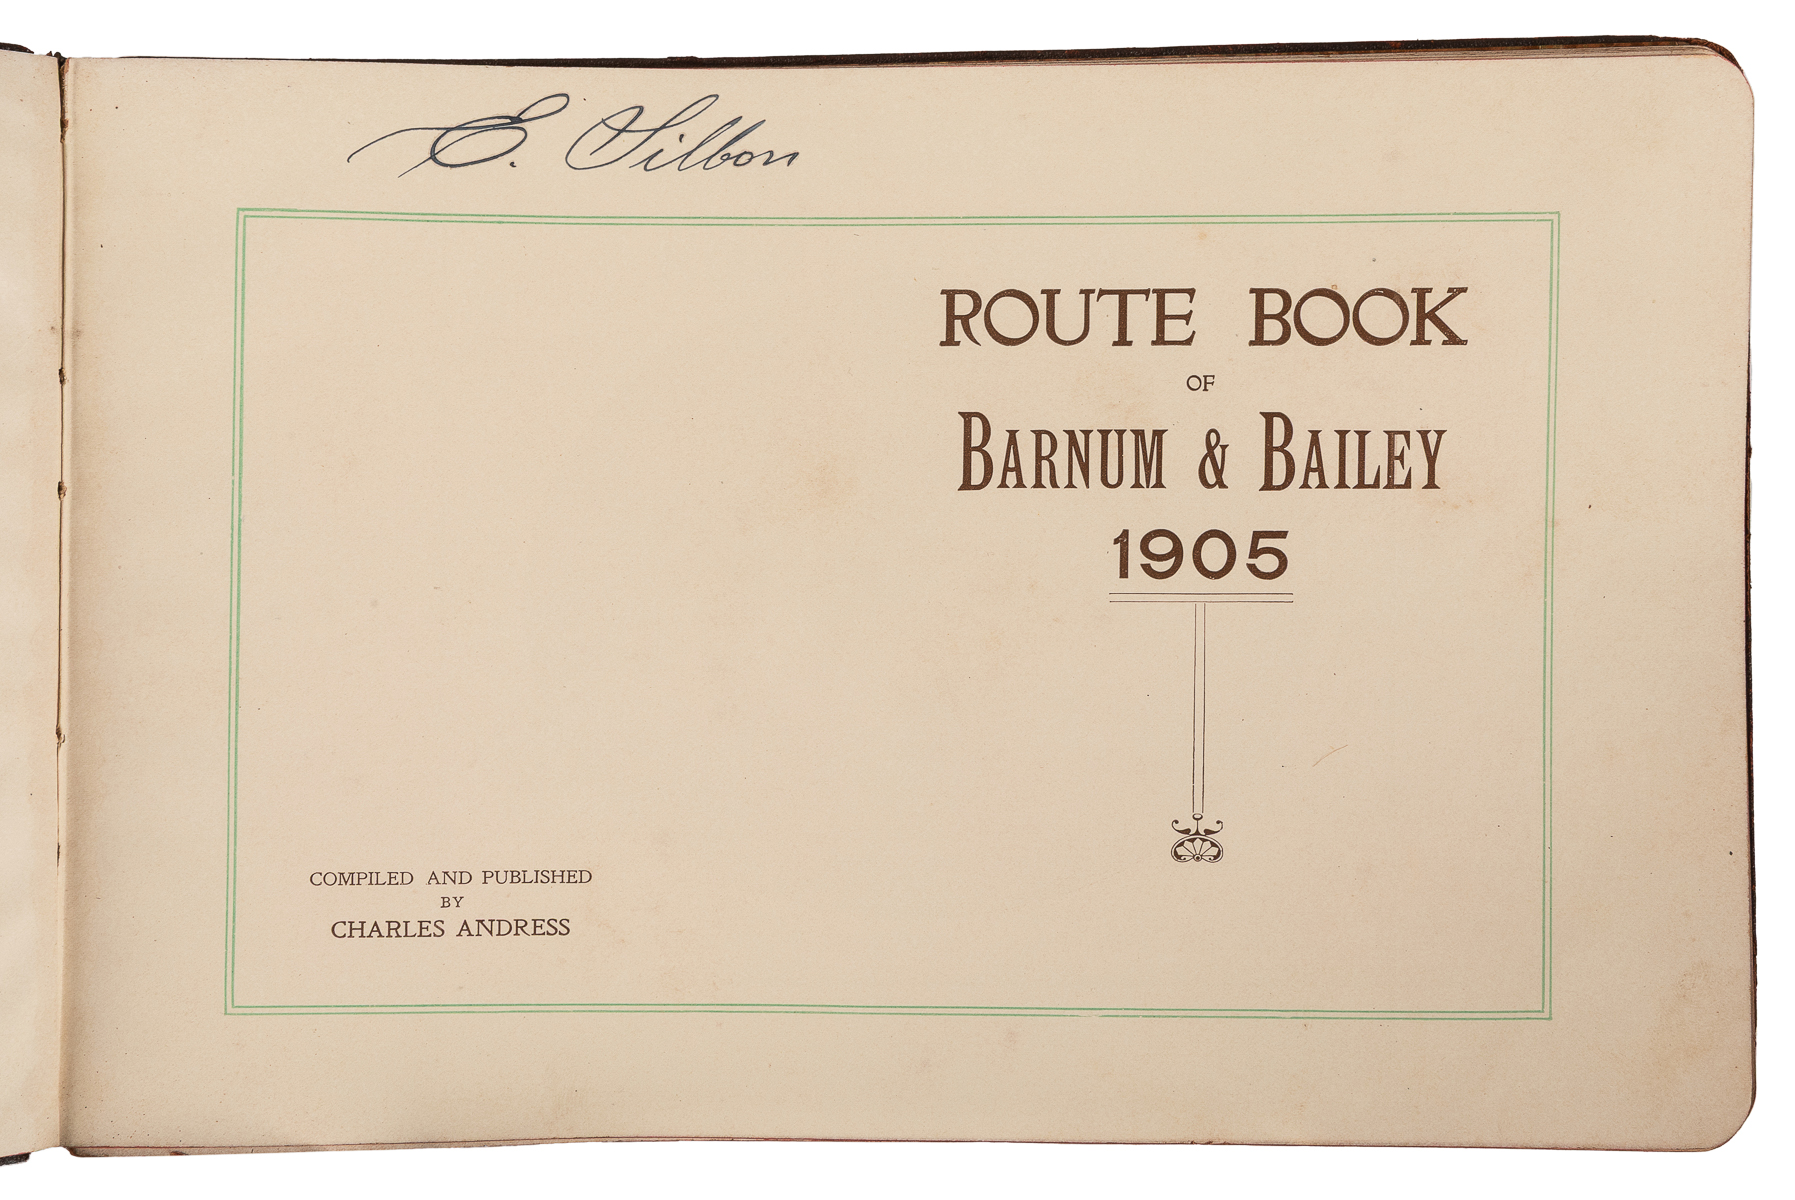 E. Silbon
ROUTE BOOK
OF
BARNUM & BAILEY
1905
COMPILED AND PUBLISHED
BY
CHARLES ANDRESS